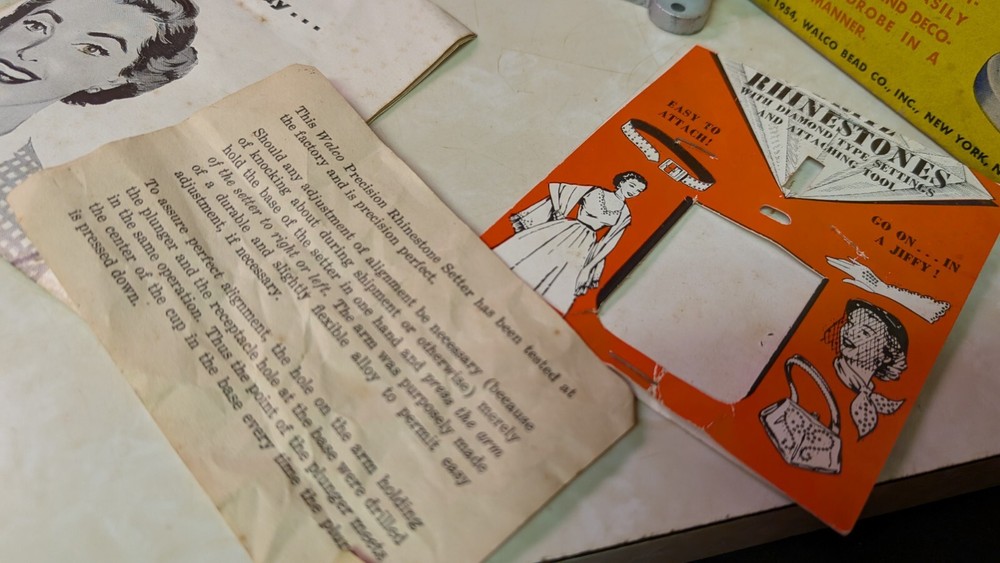 y...
This Walco Precision Rhinestone Setter has been tested at
the factory and is precision perfect.
Should any adjustment of alignment be necessary (because
of knocking about during shipment or otherwise) merely
hold the base of the setter in one hand and press the arm
of the setter to right or left. The arm was purposely made
of a durable and slightly flexible alloy to permit easy
adjustment, if necessary.
To assure perfect alignment, the hole on the arm holding
the plunger and the receptacle hole at the base were drilled
in the same operation. Thus the point of the plunger meets
the center of the cup in the base every time the plun
is pressed down.
RHINESTONES
WITH DIAMOND-TYPE SETTINGS
AND ATTACHING
TOOL
EASY TO
ATTACH!
GO ON... IN
A JIFFY!
ASILY
AND DECO-
DROBE IN A
MANNER.
1954, WALCO BEAD CO., INC., NEW YORK, N